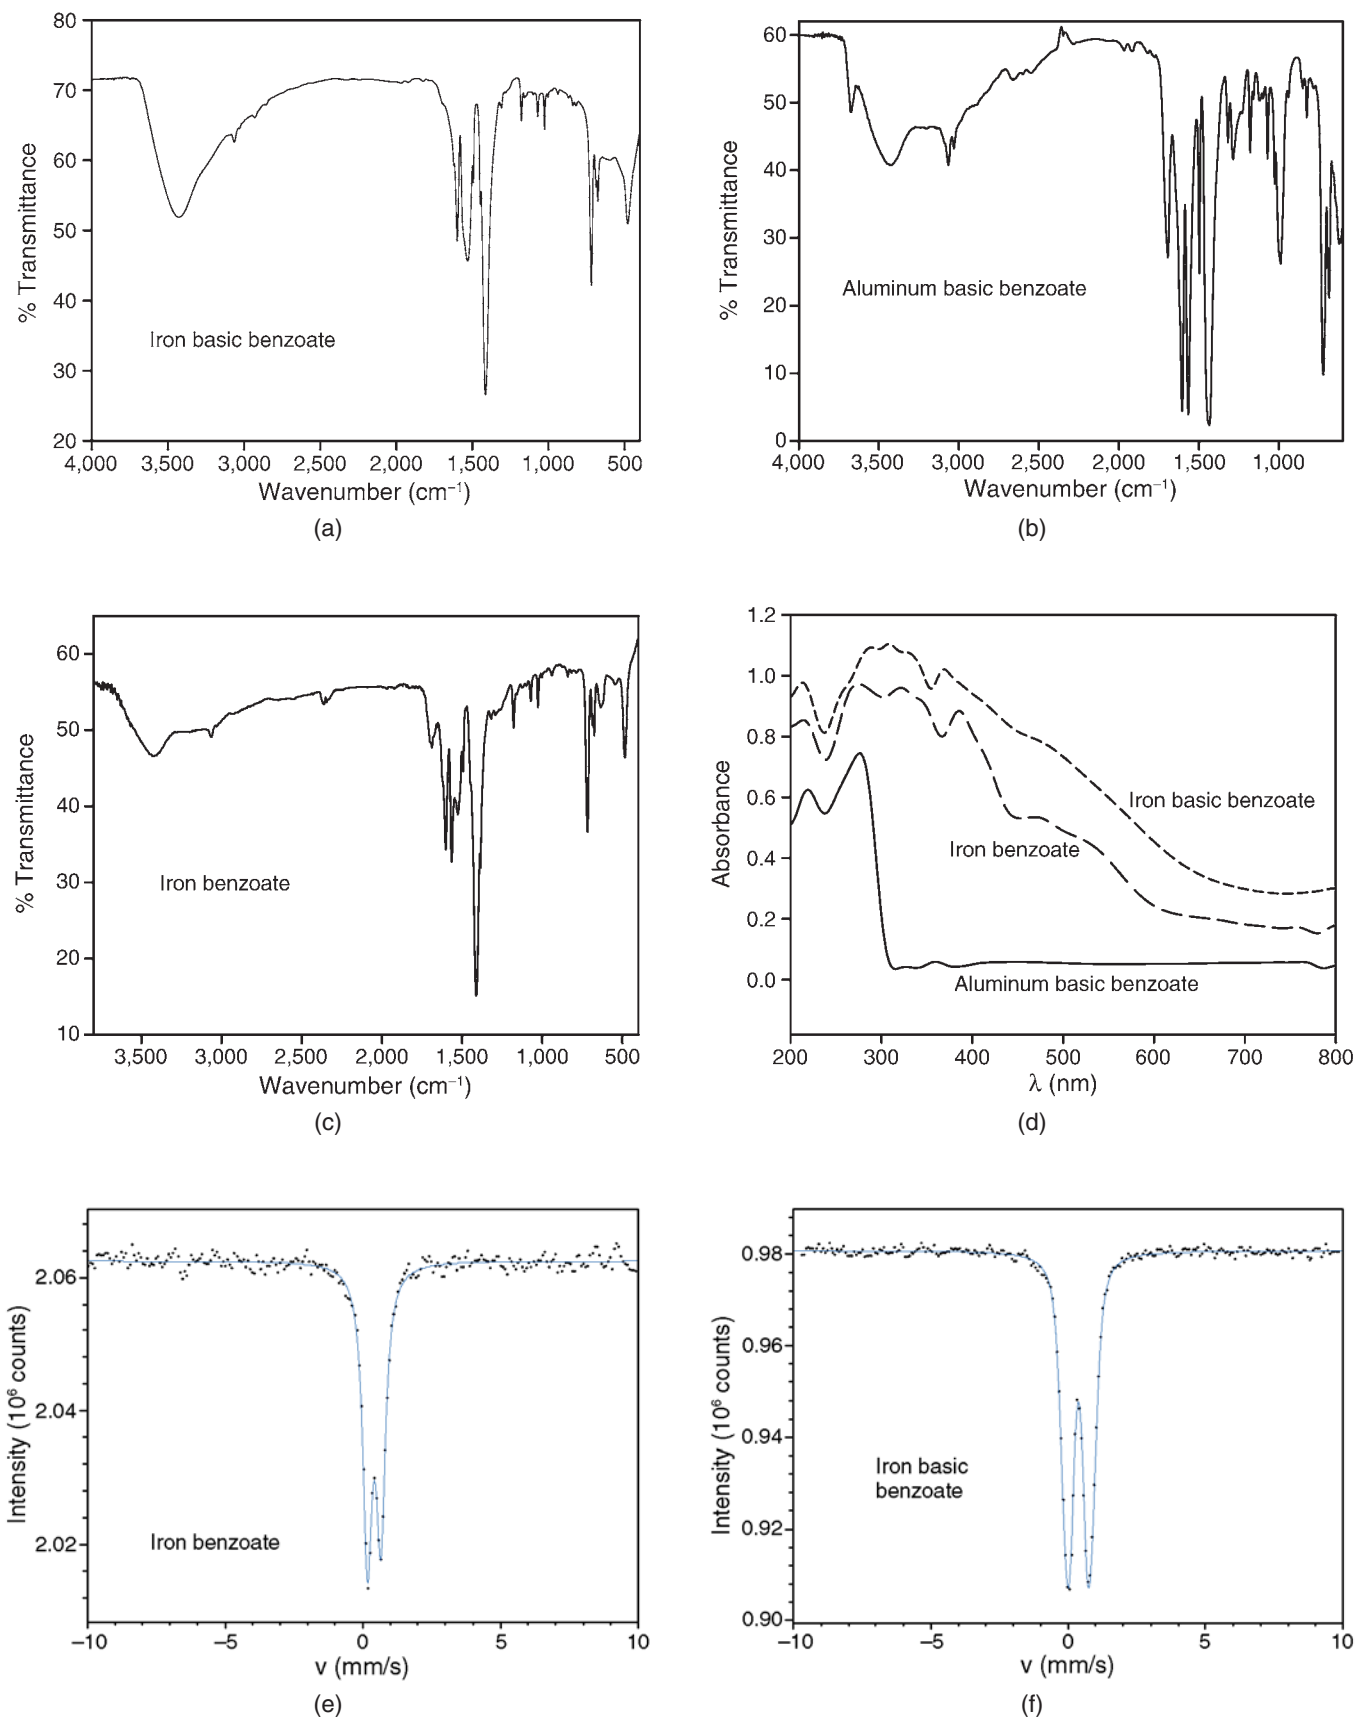 80
70
60
50
40
30
20
% Transmittance
Iron basic benzoate
4,000 3,500 3,000 2,500 2,000 1,500 1,000 500
Wavenumber (cm⁻¹)
(a)
60
50
40
30
20
10
0
% Transmittance
Aluminum basic benzoate
4,000 3,500 3,000 2,500 2,000 1,500 1,000
Wavenumber (cm⁻¹)
(b)
60
50
40
30
20
10
% Transmittance
Iron benzoate
3,500 3,000 2,500 2,000 1,500 1,000 500
Wavenumber (cm⁻¹)
(c)
1.2
1.0
0.8
0.6
0.4
0.2
0.0
Absorbance
Iron basic benzoate
Iron benzoate
Aluminum basic benzoate
200 300 400 500 600 700 800
λ (nm)
(d)
2.06
2.04
2.02
Intensity (10⁶ counts)
Iron benzoate
−10 −5 0 5 10
v (mm/s)
(e)
0.98
0.96
0.94
0.92
0.90
Intensity (10⁶ counts)
Iron basic
benzoate
−10 −5 0 5 10
v (mm/s)
(f)